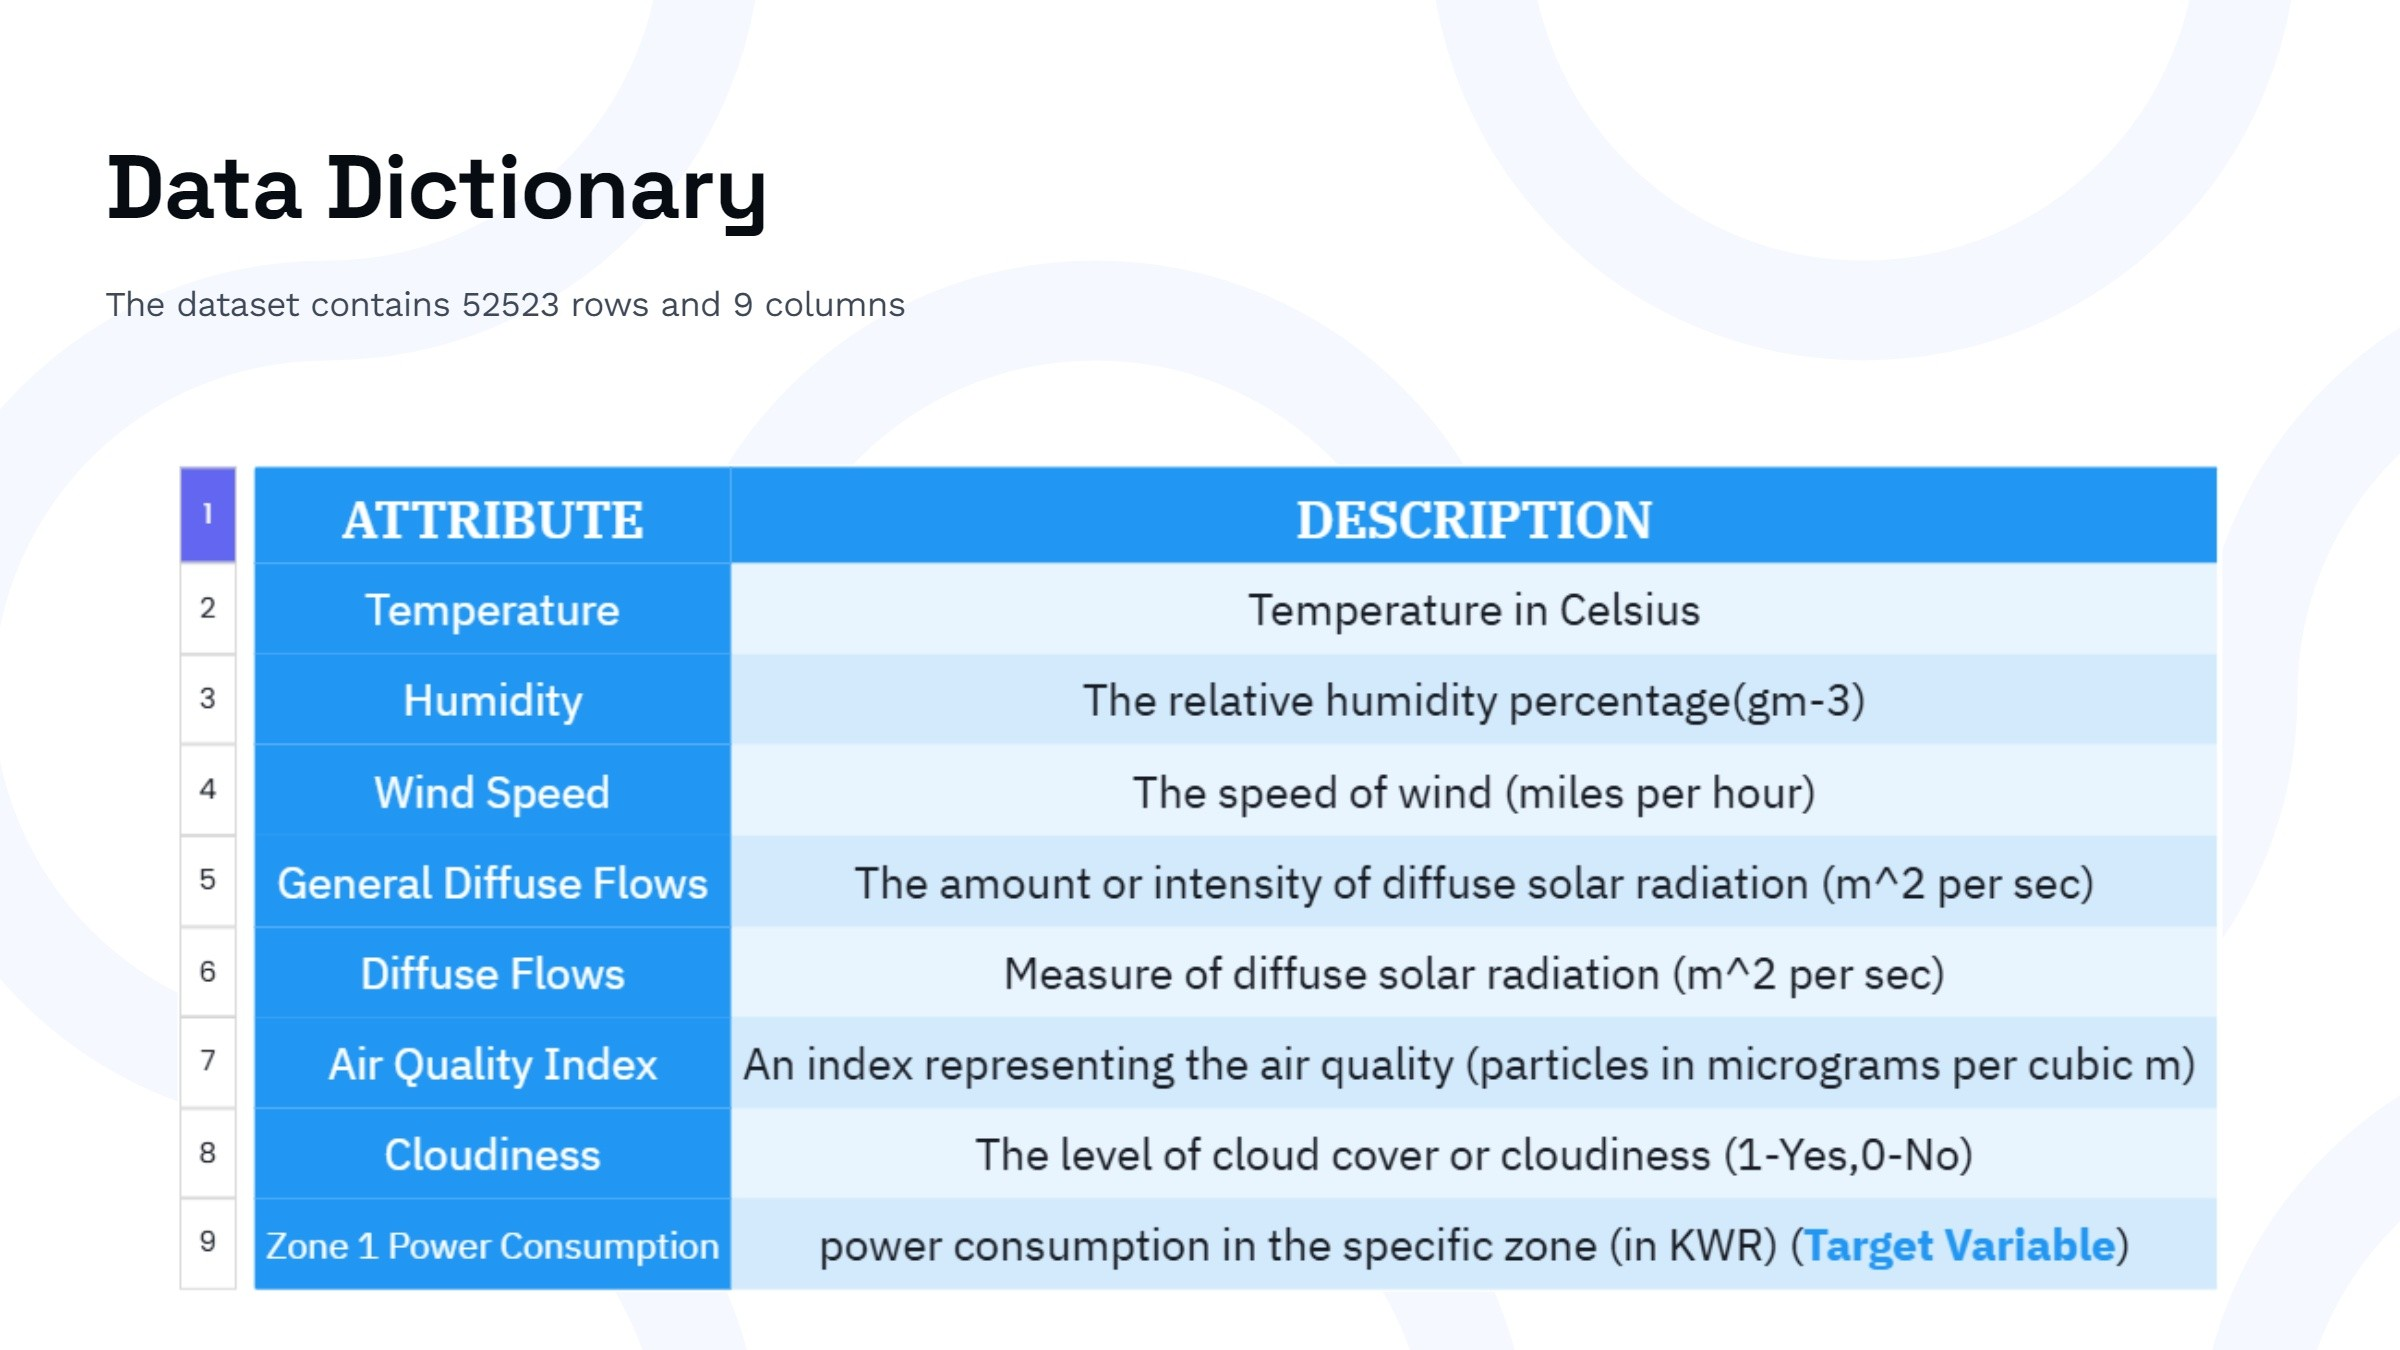 Data Dictionary
The dataset contains 52523 rows and 9 columns
1 ATTRIBUTE DESCRIPTION
2 Temperature Temperature in Celsius
3 Humidity The relative humidity percentage(gm-3)
4 Wind Speed The speed of wind (miles per hour)
5 General Diffuse Flows The amount or intensity of diffuse solar radiation (m^2 per sec)
6 Diffuse Flows Measure of diffuse solar radiation (m^2 per sec)
7 Air Quality Index An index representing the air quality (particles in micrograms per cubic m)
8 Cloudiness The level of cloud cover or cloudiness (1-Yes,0-No)
9 Zone 1 Power Consumption power consumption in the specific zone (in KWR) (Target Variable)